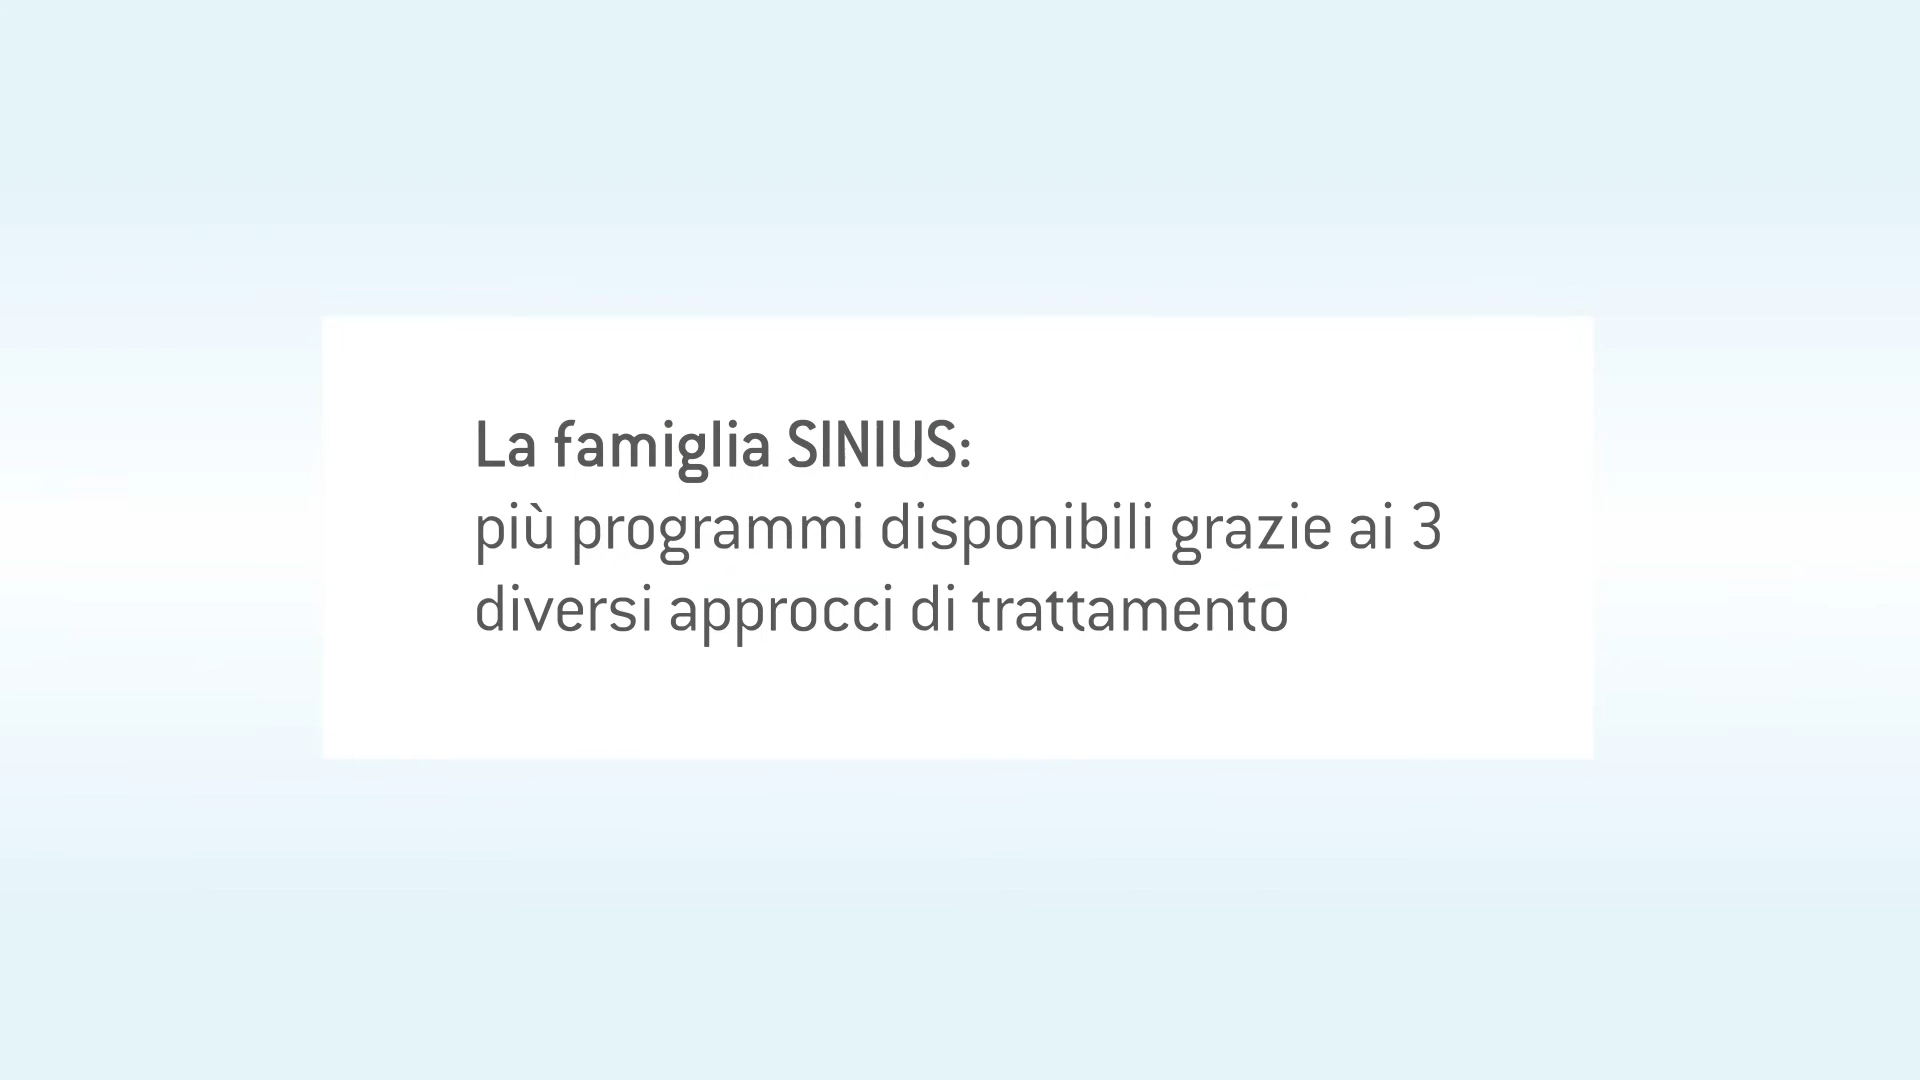 La famiglia SINIUS:
più programmi disponibili grazie ai 3
diversi approcci di trattamento